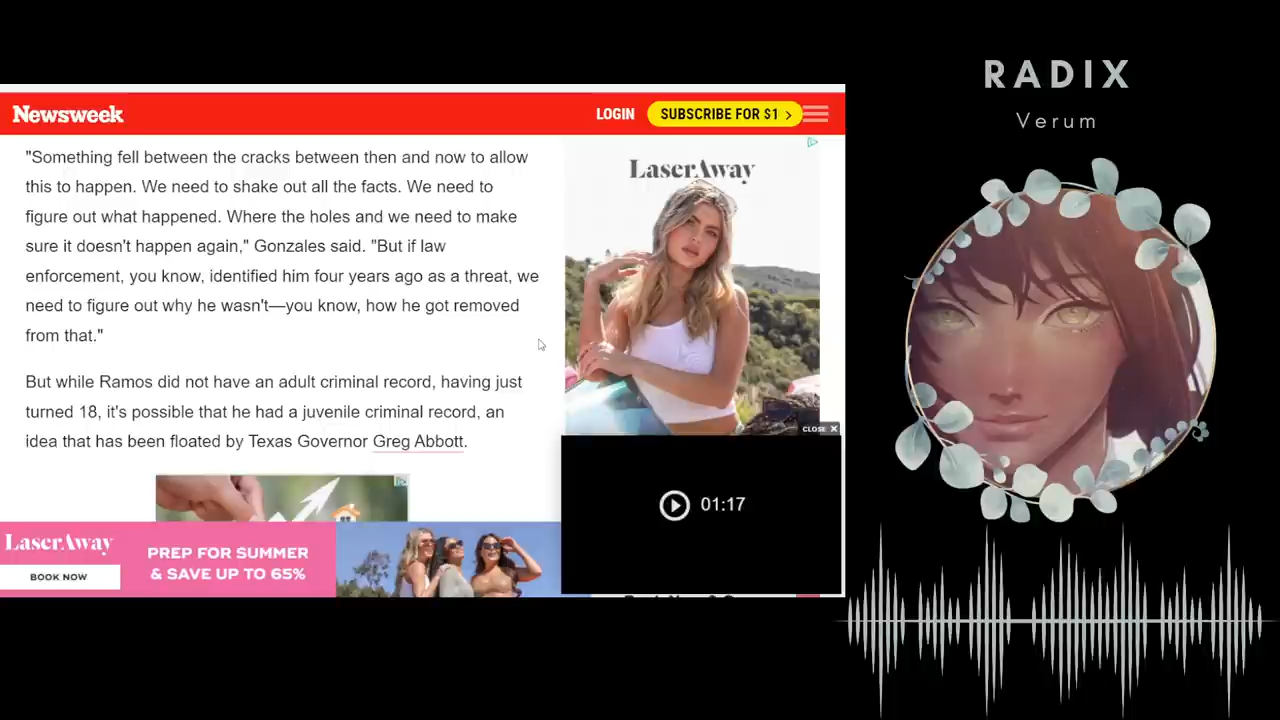 RADIX
Verum
Newsweek
LOGIN
SUBSCRIBE FOR $1 >
"Something fell between the cracks between then and now to allow
this to happen. We need to shake out all the facts. We need to
figure out what happened. Where the holes and we need to make
sure it doesn't happen again," Gonzales said. "But if law
enforcement, you know, identified him four years ago as a threat, we
need to figure out why he wasn't—you know, how he got removed
from that."
But while Ramos did not have an adult criminal record, having just
turned 18, it's possible that he had a juvenile criminal record, an
idea that has been floated by Texas Governor Greg Abbott.
LaserAway
CLOSE X
01:17
LaserAway
BOOK NOW
PREP FOR SUMMER
& SAVE UP TO 65%